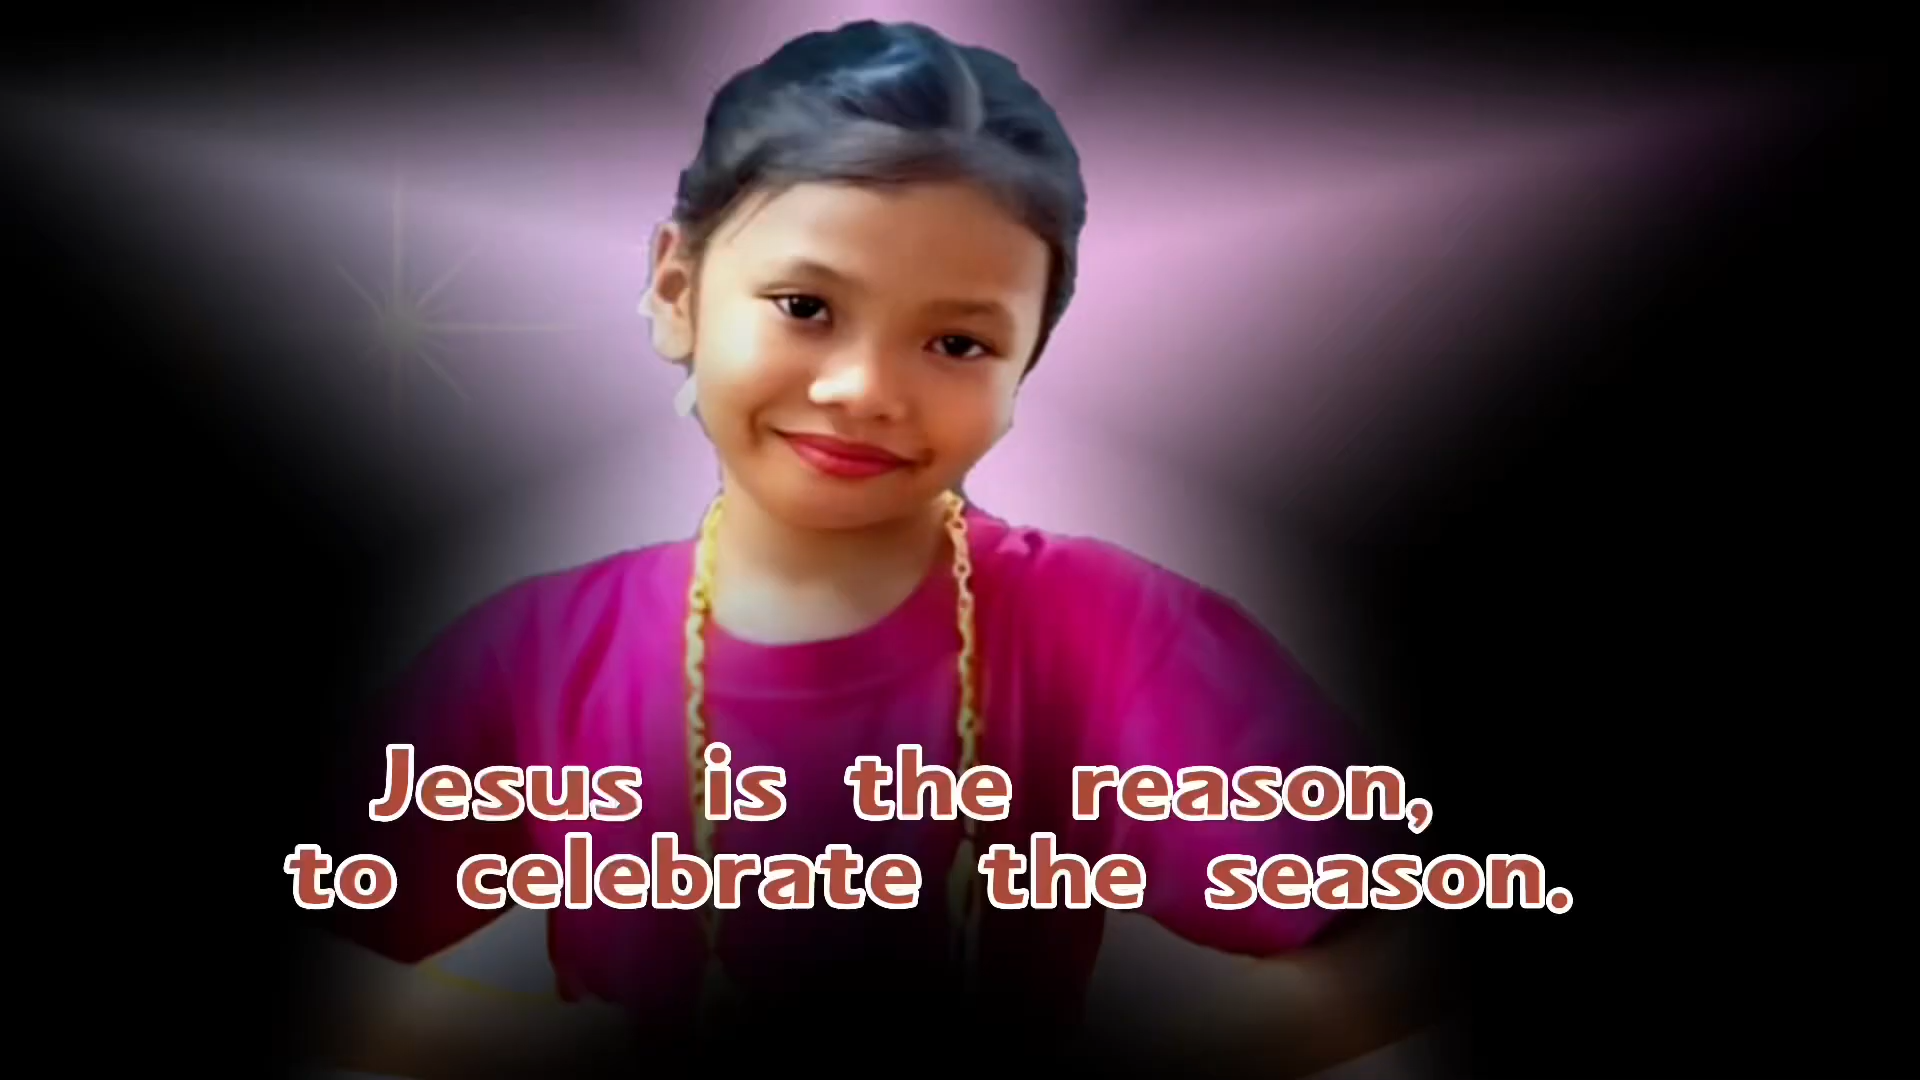 Jesus is the reason,
to celebrate the season.